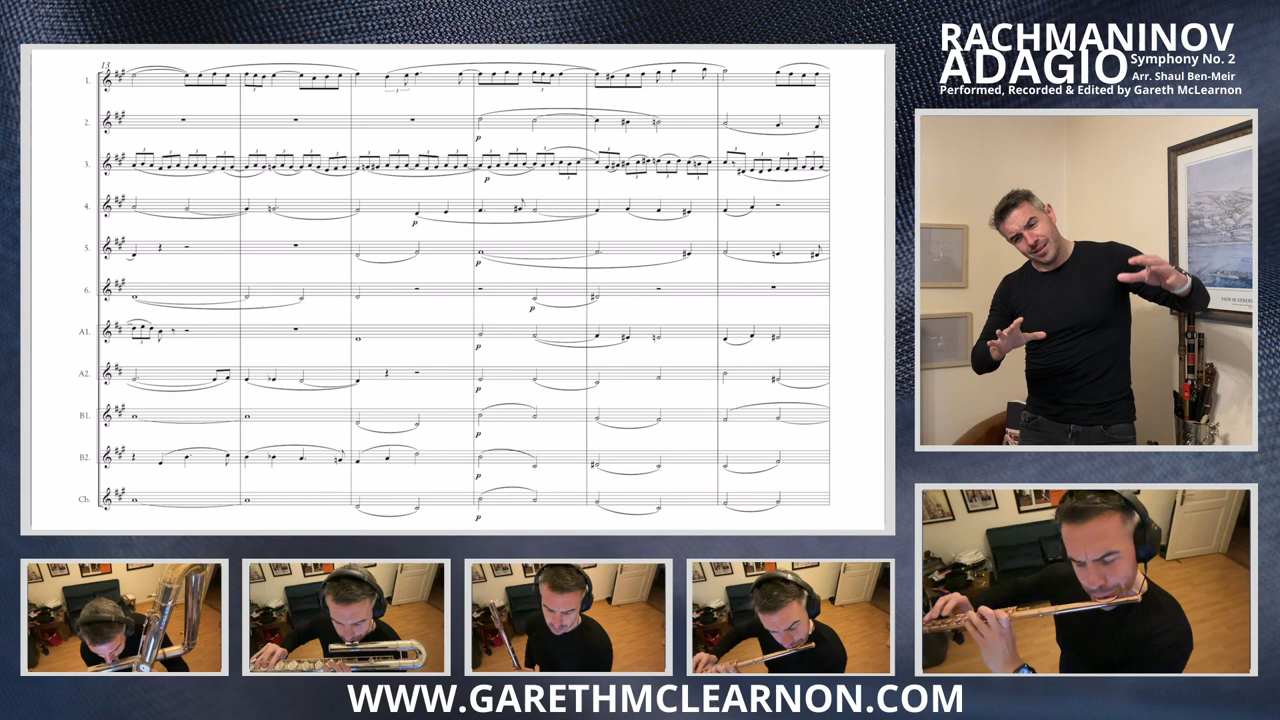 RACHMANINOV
ADAGIO
Symphony No. 2
Arr. Shaul Ben-Meir
Performed, Recorded & Edited by Gareth McLearnon
13
1.
2.
p
3.
p
4.
p
5.
p
6.
p
A1.
p
A2.
p
B1.
p
B2.
p
Cb.
p
WWW.GARETHMCLEARNON.COM